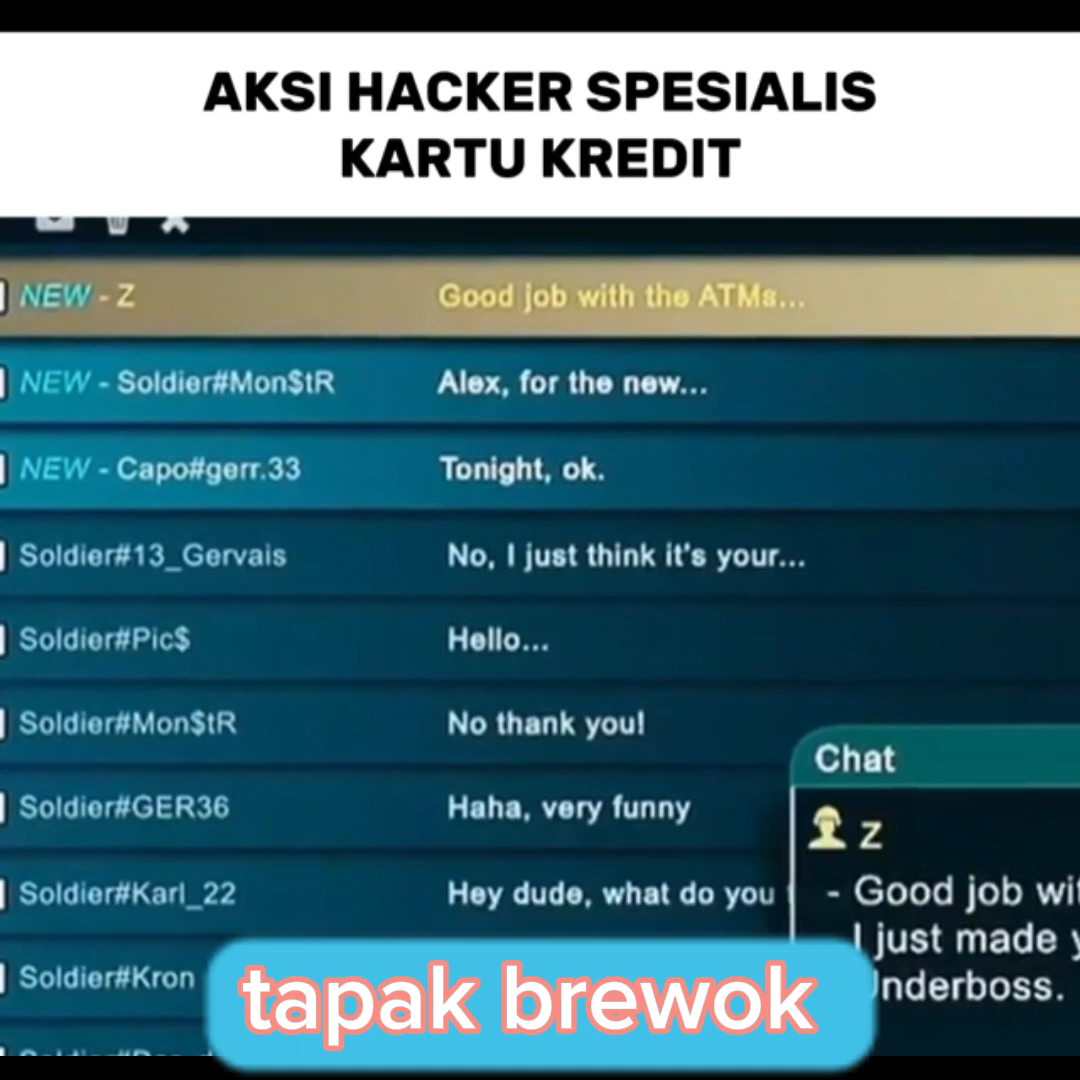 AKSI HACKER SPESIALIS
KARTU KREDIT
NEW - Z Good job with the ATMs...
NEW - Soldier#Mon$tR Alex, for the new...
NEW - Capo#gerr.33 Tonight, ok.
Soldier#13_Gervais No, I just think it's your...
Soldier#Pic$ Hello...
Soldier#Mon$tR No thank you!
Soldier#GER36 Haha, very funny
Soldier#Karl_22 Hey dude, what do you
Soldier#Kron
Chat
Z
- Good job
I just made
tapak brewok